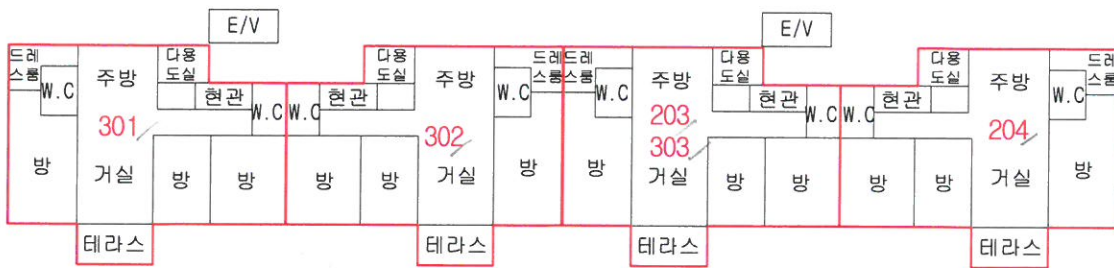 E/V
E/V
드레
스룸
W.C
주방
다용
도실
현관
W.C
301
방
거실
방
방
테라스
W.C
현관
다용
도실
주방
드레
스룸
W.C
302
방
방
거실
방
테라스
드레
스룸
W.C
주방
다용
도실
현관
W.C
203
303
방
거실
방
방
테라스
W.C
현관
다용
도실
주방
드레
스룸
W.C
204
방
방
거실
방
테라스